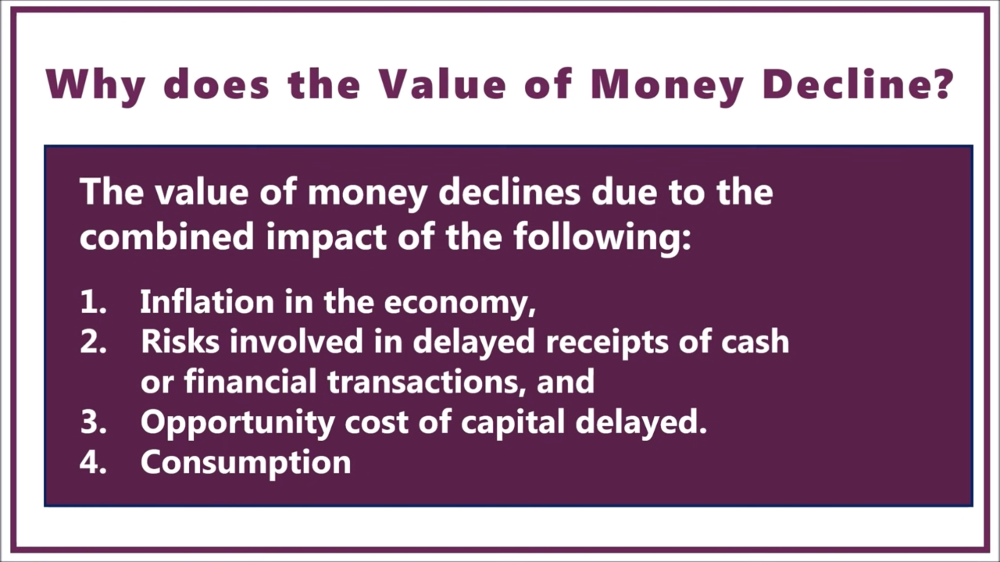 Why does the Value of Money Decline?
The value of money declines due to the
combined impact of the following:
1. Inflation in the economy,
2. Risks involved in delayed receipts of cash
or financial transactions, and
3. Opportunity cost of capital delayed.
4. Consumption